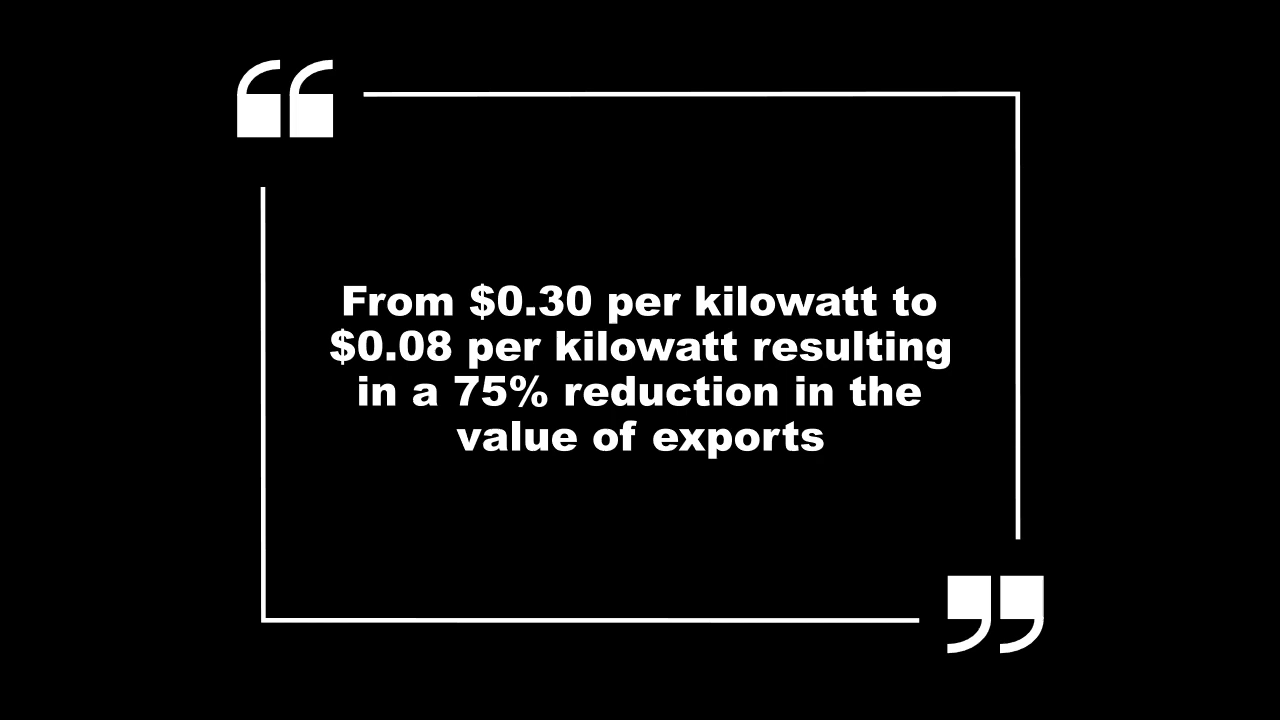 From $0.30 per kilowatt to
$0.08 per kilowatt resulting
in a 75% reduction in the
value of exports